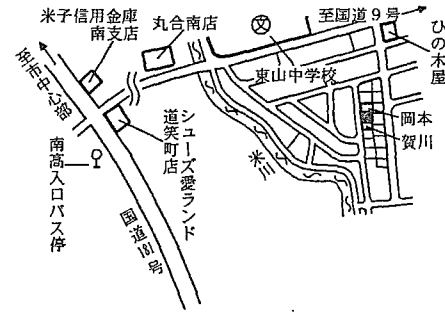 米子信用金庫
南支店
丸合南店
文
至国道9号
ひの木屋
至市中心部
東山中学校
シューズ愛ランド
道笑町店
岡本
賀川
米川
南高入口バス停
国道181号